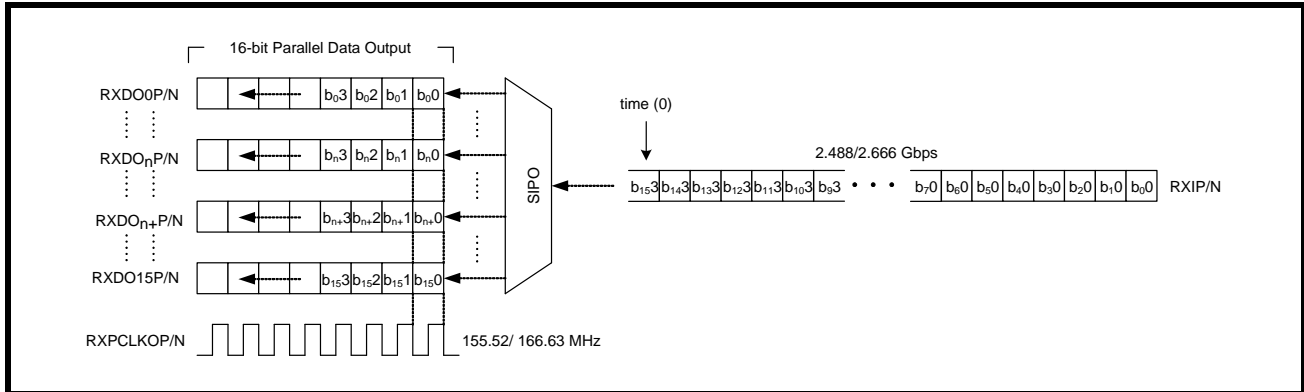 16-bit Parallel Data Output
RXDO0P/N
b₀3 b₀2 b₀1 b₀0
time (0)
RXDOnP/N
bn3 bn2 bn1 bn0
2.488/2.666 Gbps
SIPO
b₁₅3 b₁₄3 b₁₃3 b₁₂3 b₁₁3 b₁₀3 b₉3 • • • b₇0 b₆0 b₅0 b₄0 b₃0 b₂0 b₁0 b₀0 RXIP/N
RXDOn+P/N
bn+3 bn+2 bn+1 bn+0
RXDO15P/N
b₁₅3 b₁₅2 b₁₅1 b₁₅0
RXPCLKOP/N
155.52/ 166.63 MHz